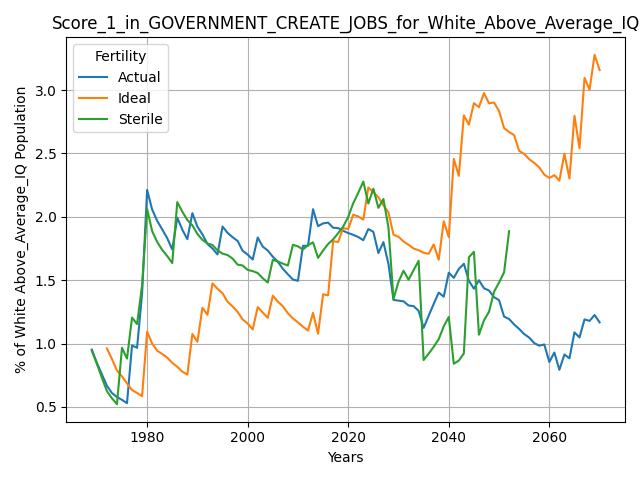 Score_1_in_GOVERNMENT_CREATE_JOBS_for_White_Above_Average_IQ
Fertility
Actual
Ideal
Sterile
% of White Above_Average_IQ Population
3.0
2.5
2.0
1.5
1.0
0.5
1980 2000 2020 2040 2060
Years